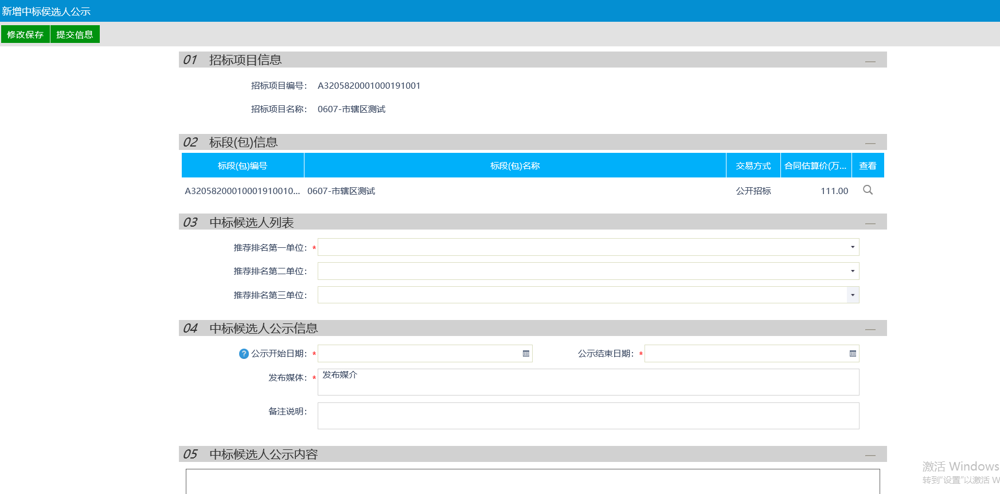 新增中标侯选人公示
修改保存 提交信息
01 招标项目信息
招标项目编号： A3205820001000191001
招标项目名称： 0607-市辖区测试
02 标段(包)信息
标段(包)编号 标段(包)名称 交易方式 合同估算价(万... 查看
A32058200010001910010... 0607-市辖区测试 公开招标 111.00
03 中标候选人列表
推荐排名第一单位：*
推荐排名第二单位：
推荐排名第三单位：
04 中标候选人公示信息
? 公示开始日期：* 公示结束日期：*
发布媒体：* 发布媒介
备注说明：
05 中标候选人公示内容
激活 Windows
转到"设置"以激活 W